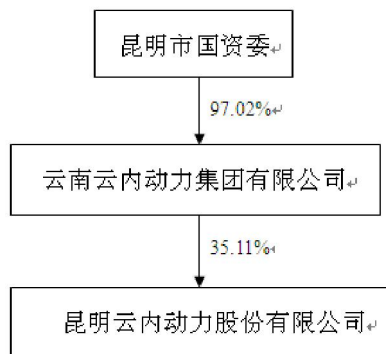 昆明市国资委
97.02%
云南云内动力集团有限公司
35.11%
昆明云内动力股份有限公司